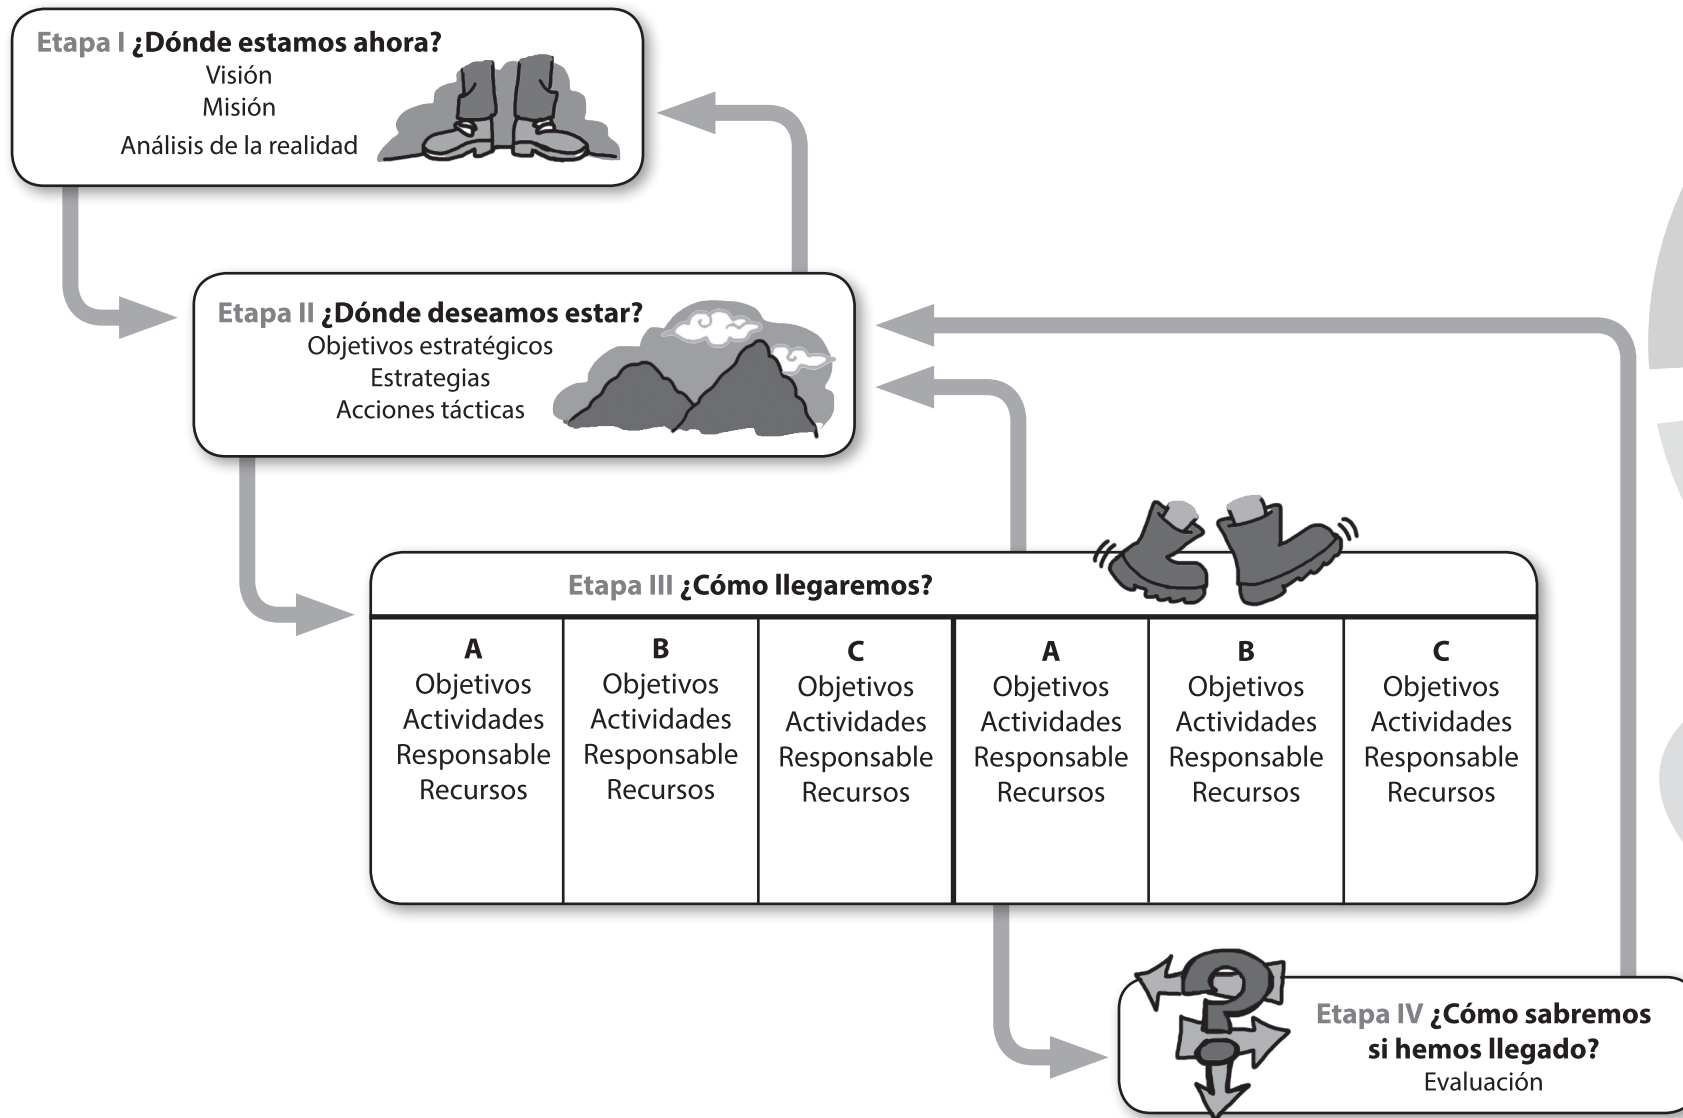 Etapa I ¿Dónde estamos ahora?
Visión
Misión
Análisis de la realidad
Etapa II ¿Dónde deseamos estar?
Objetivos estratégicos
Estrategias
Acciones tácticas
Etapa III ¿Cómo llegaremos?
A
Objetivos
Actividades
Responsable
Recursos
B
Objetivos
Actividades
Responsable
Recursos
C
Objetivos
Actividades
Responsable
Recursos
A
Objetivos
Actividades
Responsable
Recursos
B
Objetivos
Actividades
Responsable
Recursos
C
Objetivos
Actividades
Responsable
Recursos
Etapa IV ¿Cómo sabremos
si hemos llegado?
Evaluación